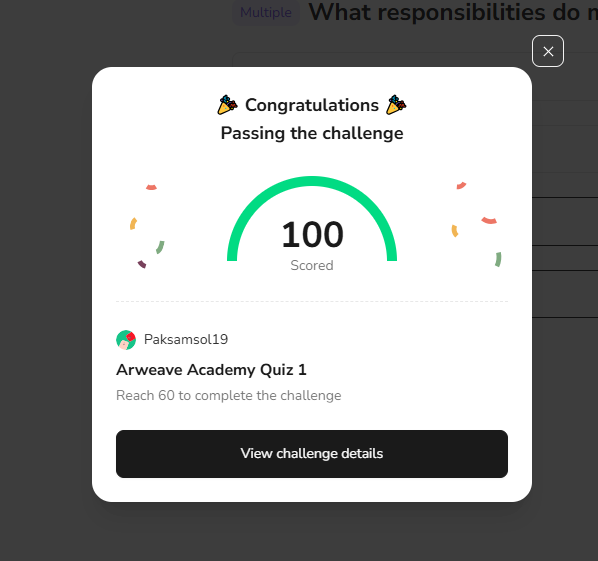 Multiple What responsibilities do
Congratulations
Passing the challenge
100
Scored
Paksamsol19
Arweave Academy Quiz 1
Reach 60 to complete the challenge
View challenge details